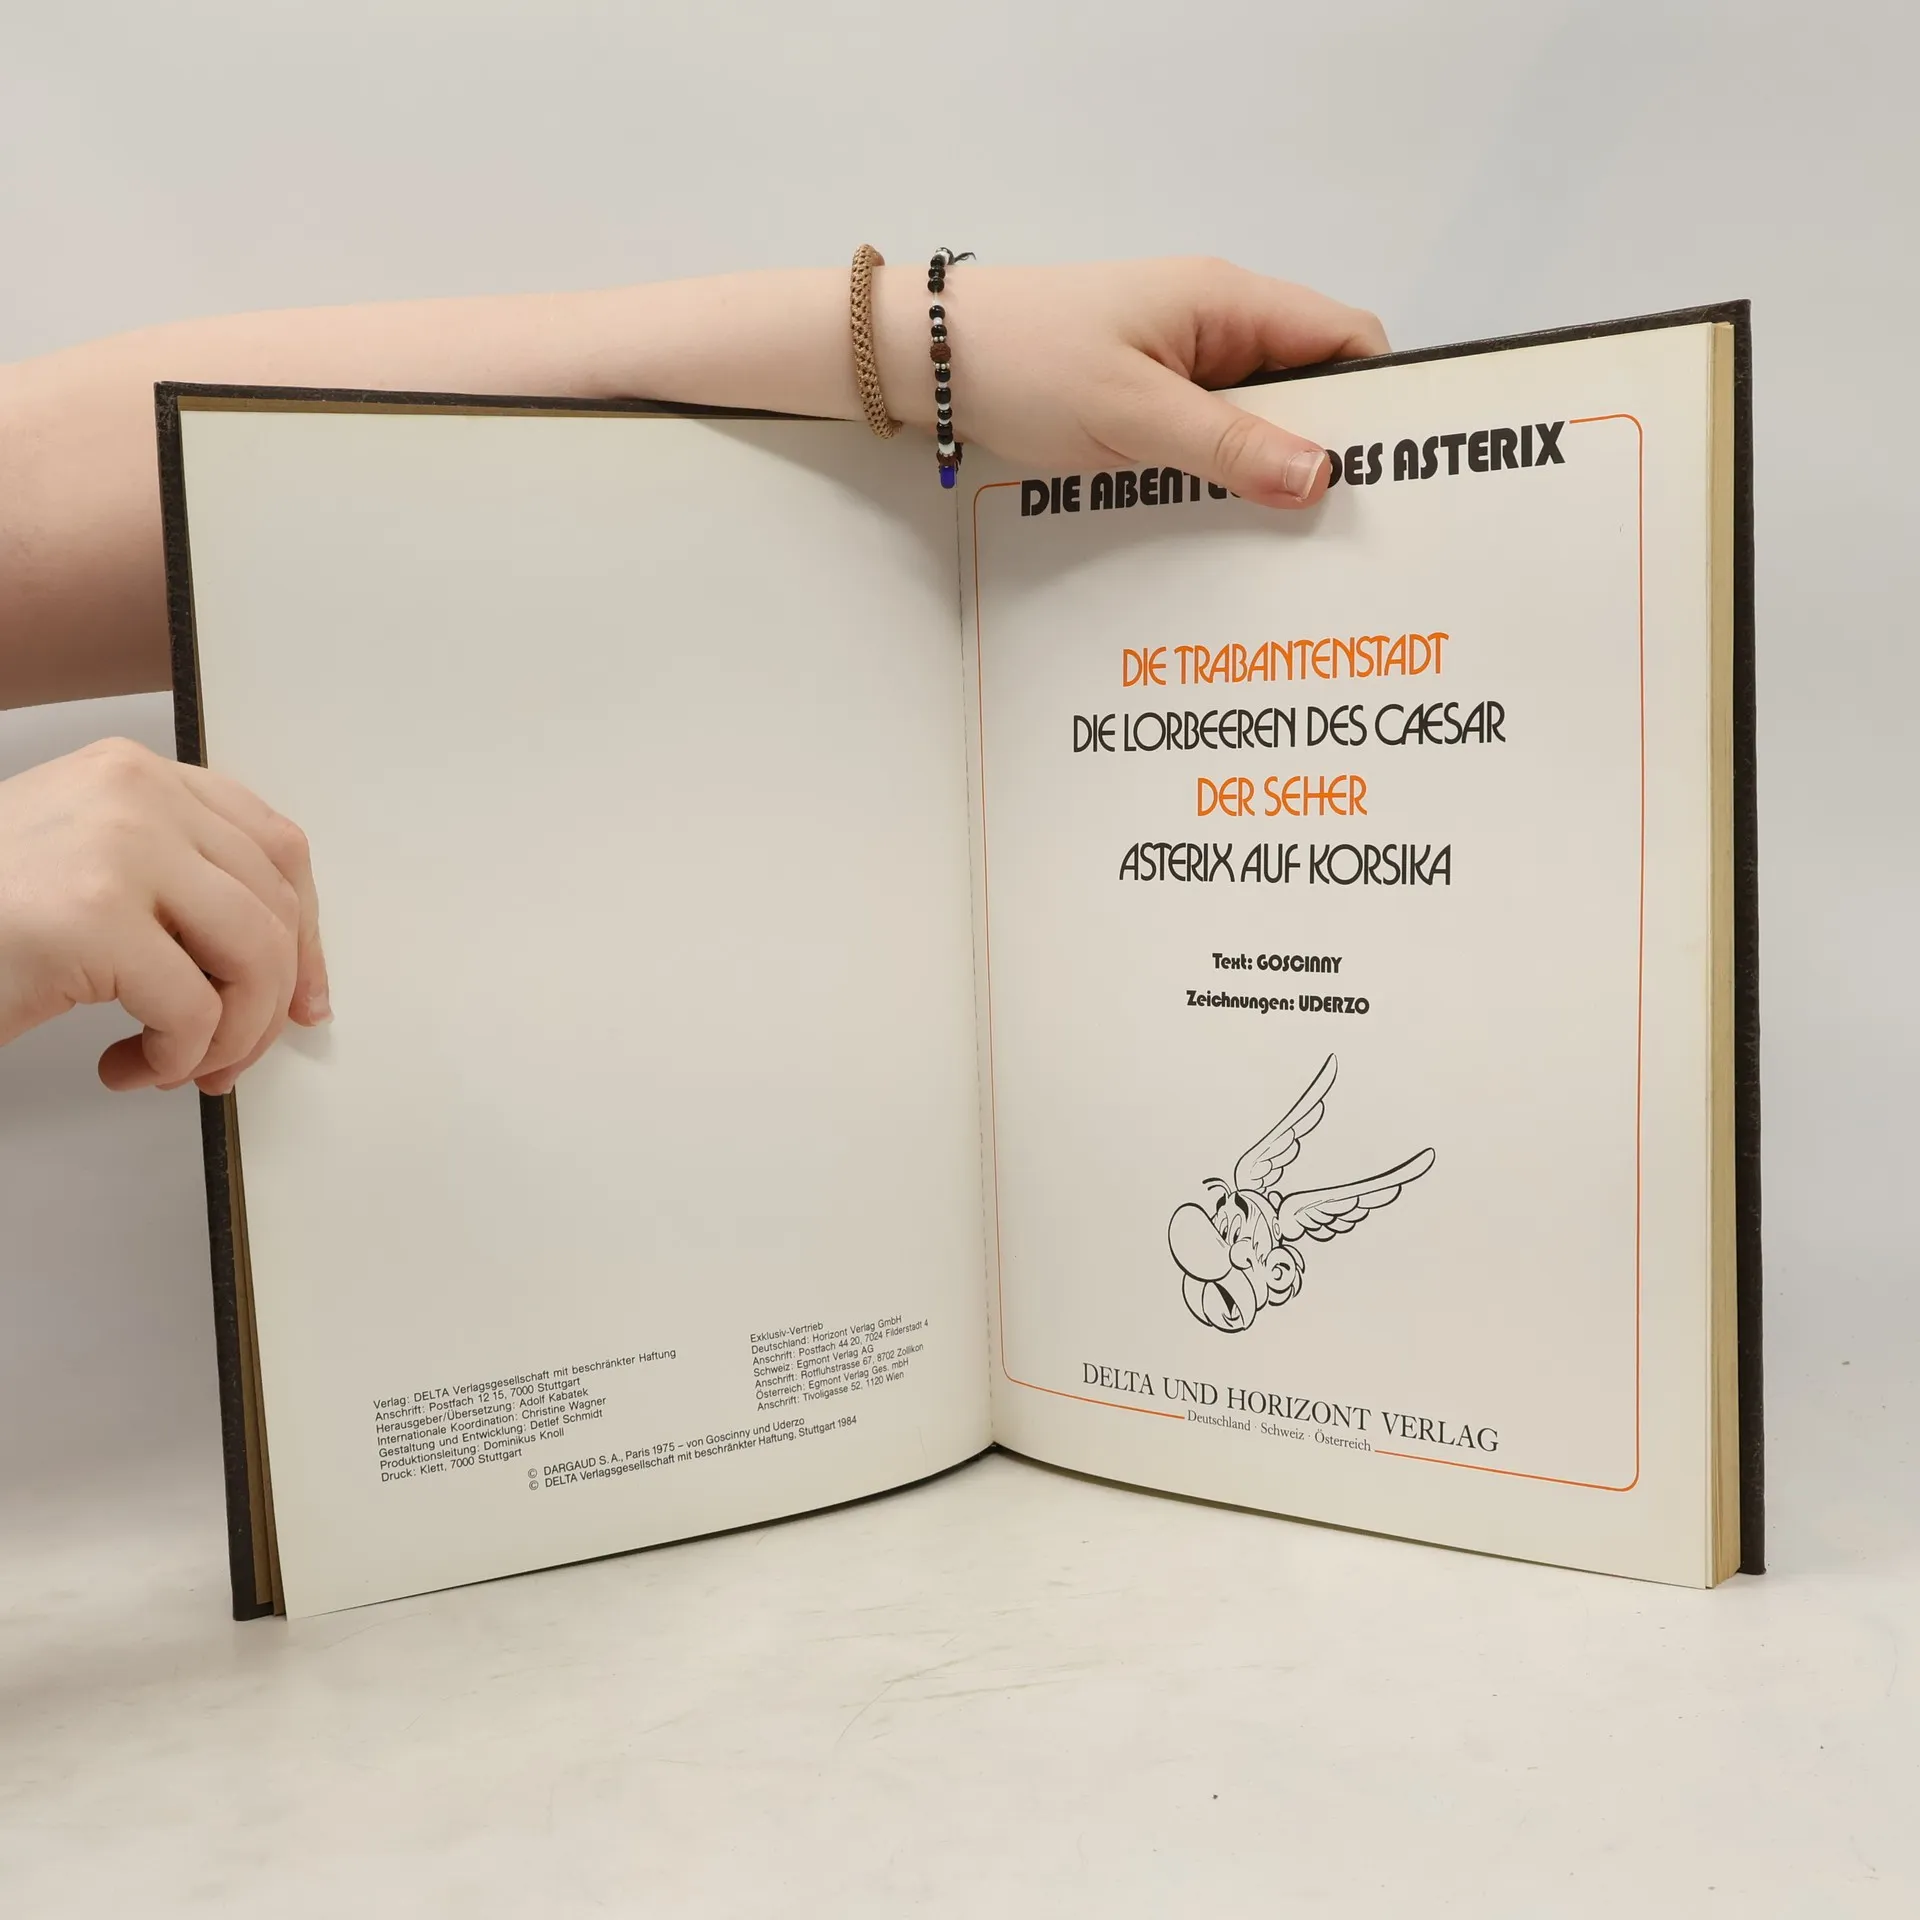 Verlag: DELTA Verlagsgesellschaft mit beschränkter Haftung
Anschrift: Postfach 12 15, 7000 Stuttgart
Herausgeber/Übersetzung: Adolf Kabatek
Internationale Koordination: Christine Wagner
Gestaltung und Entwicklung: Detlef Schmidt
Produktionsleitung: Dominikus Knoll
Druck: Klett, 7000 Stuttgart
Exklusiv-Vertrieb
Deutschland: Horizont Verlag GmbH
Anschrift: Postfach 44 20, 7024 Filderstadt 4
Schweiz: Egmont Verlag AG
Anschrift: Rotfluhstrasse 67, 8702 Zollikon
Österreich: Egmont Verlag Ges. mbH
Anschrift: Tivoligasse 52, 1120 Wien
© DARGAUD S. A., Paris 1975 – von Goscinny und Uderzo
© DELTA Verlagsgesellschaft mit beschränkter Haftung, Stuttgart 1984
DIE DES ASTERIX
DIE TRABANTENSTADT
DIE LORBEEREN DES CAESAR
DER SEHER
ASTERIX AUF KORSIKA
Text: GOSCINNY
Zeichnungen: UDERZO
DELTA UND HORIZONT VERLAG
Deutschland · Schweiz · Österreich